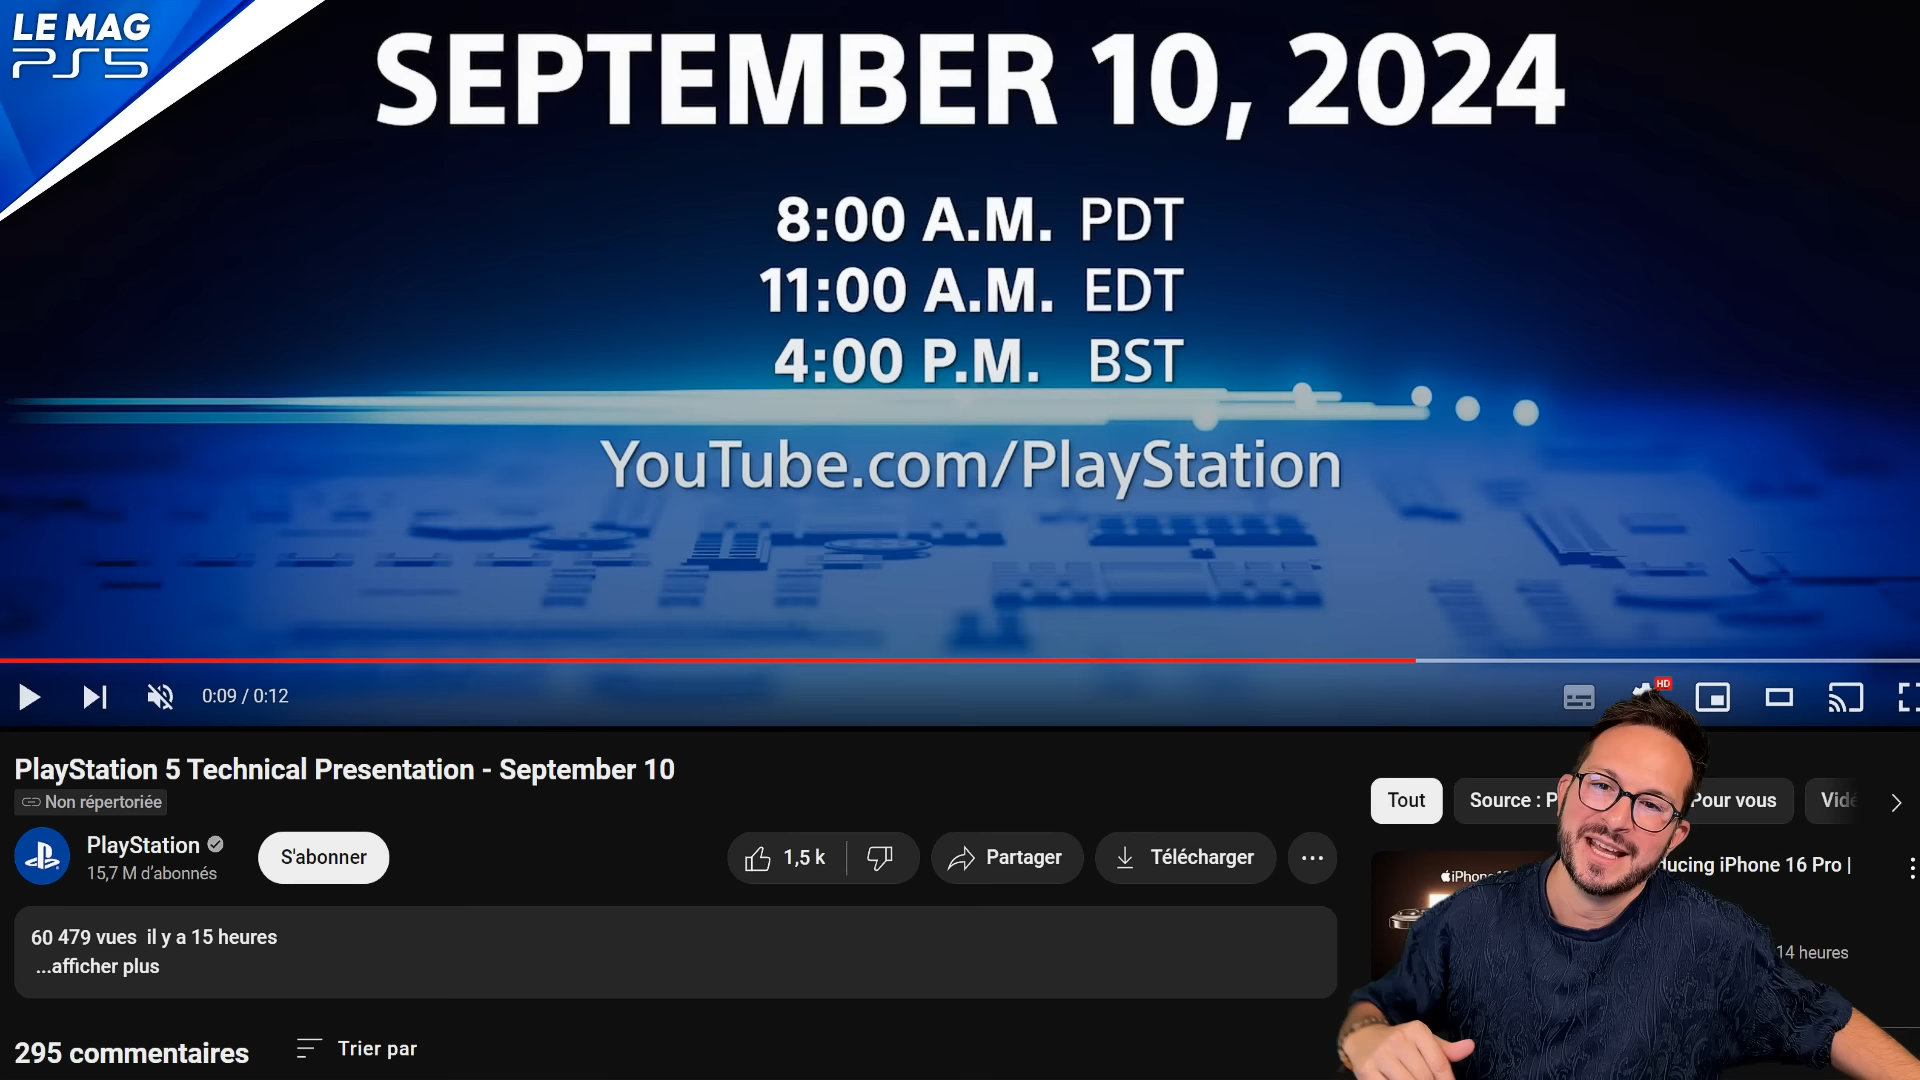 LE MAG
PS5
SEPTEMBER 10, 2024
8:00 A.M. PDT
11:00 A.M. EDT
4:00 P.M. BST
YouTube.com/PlayStation
0:09 / 0:12
HD
PlayStation 5 Technical Presentation - September 10
Non répertoriée
PlayStation
15,7 M d'abonnés
S'abonner
1,5 k
Partager
Télécharger
60 479 vues il y a 15 heures
...afficher plus
295 commentaires
Trier par
Tout
Source : P
Pour vous
Vidé
iPhone
ducing iPhone 16 Pro |
14 heures